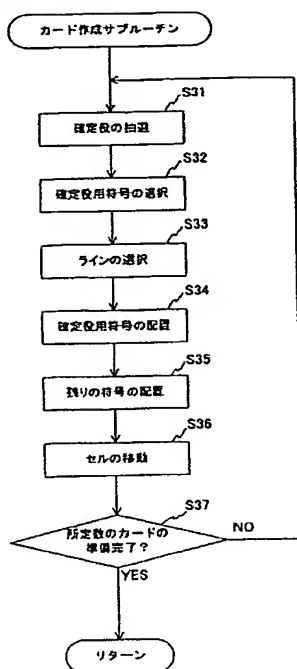 カード作成サブルーチン
S31
確定役の抽選
S32
確定役用符号の選択
S33
ラインの選択
S34
確定役用符号の配置
S35
残りの符号の配置
S36
セルの移動
S37
所定数のカードの
準備完了?
NO
YES
リターン